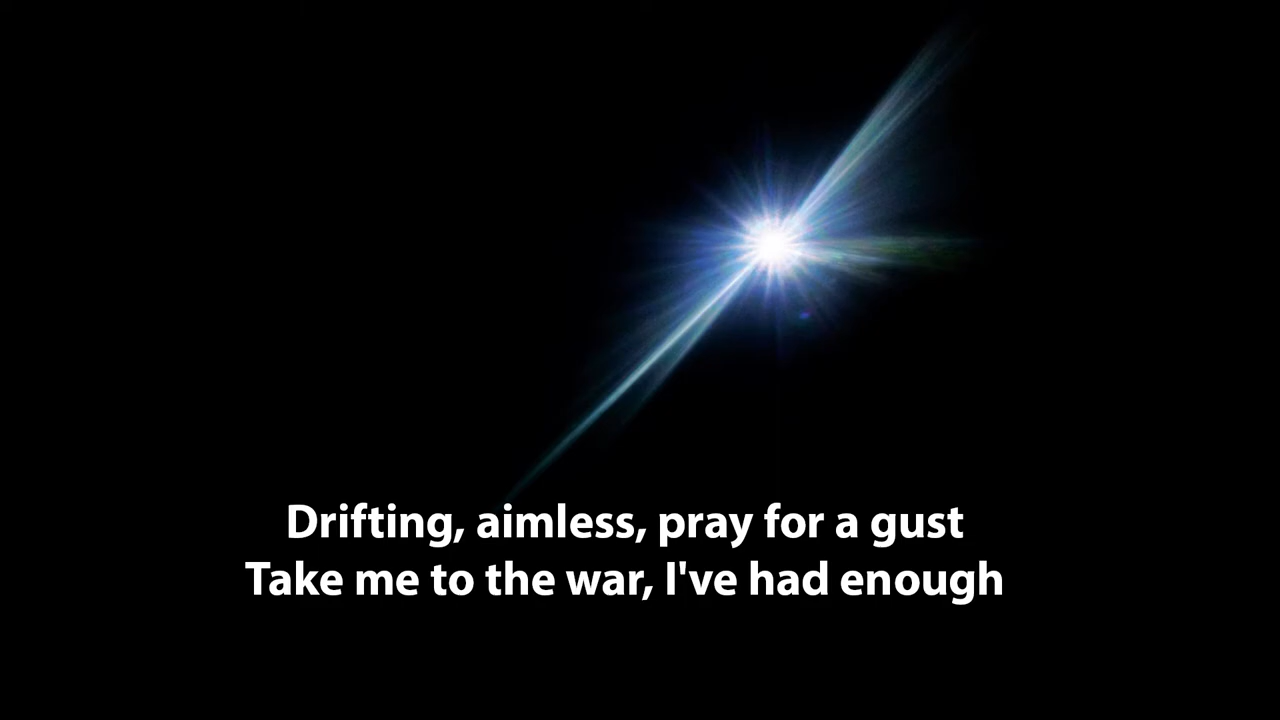 Drifting, aimless, pray for a gust
Take me to the war, I've had enough